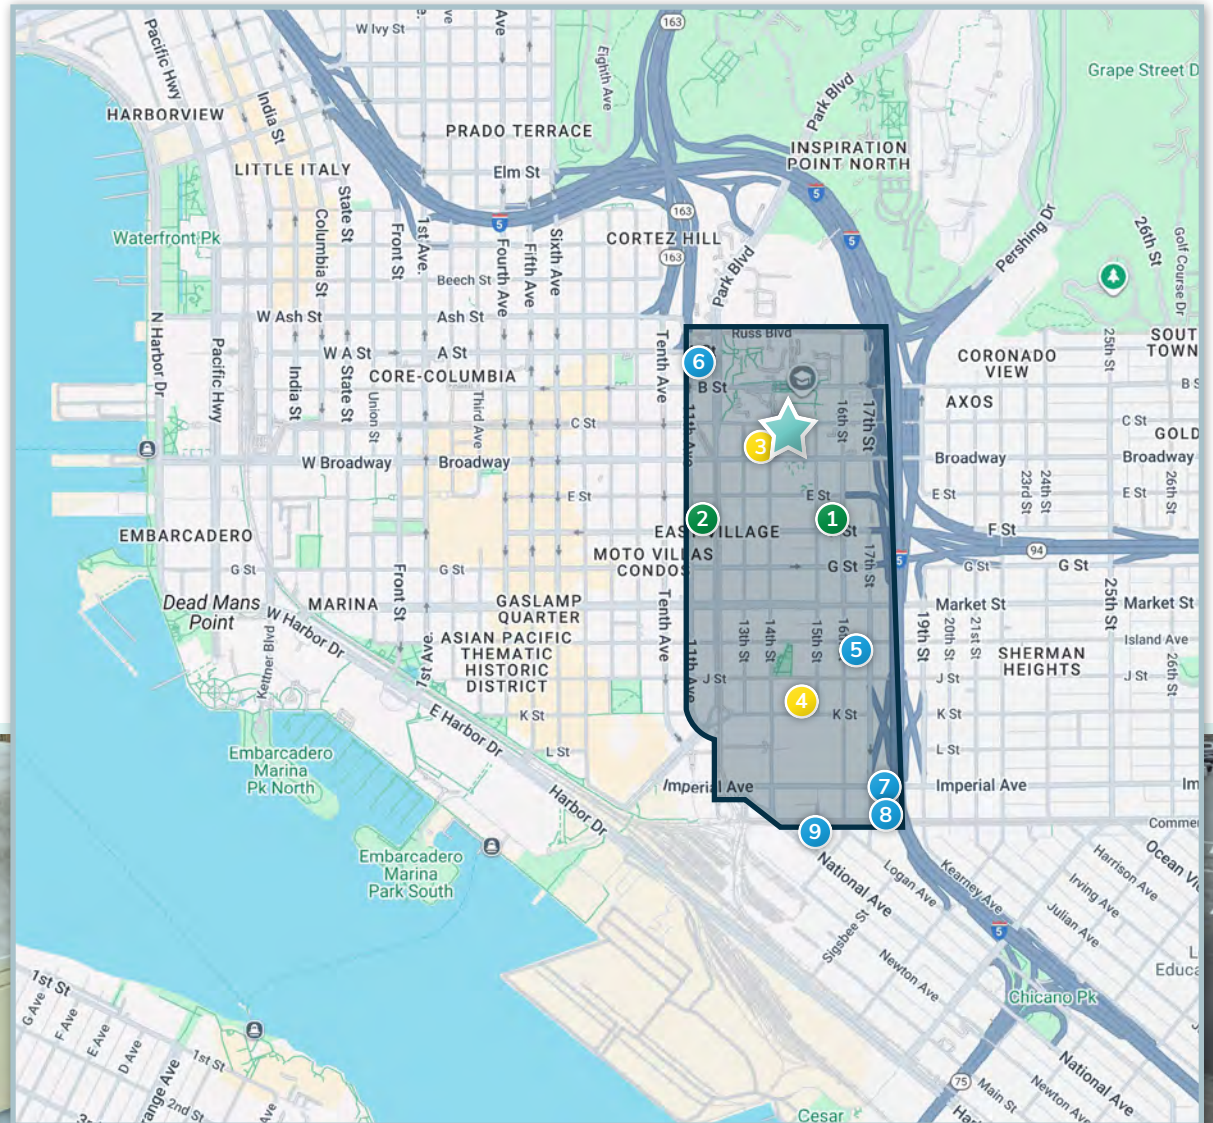 163
W Ivy St
Pacific Hwy
Eighth Ave
Park Blvd
Grape Street D
HARBORVIEW
India St
PRADO TERRACE
INSPIRATION
POINT NORTH
LITTLE ITALY
Elm St
5
State St
163
5
Columbia St
Front St
1st Ave.
Fourth Ave
Fifth Ave
Sixth Ave
5
Pershing Dr
26th St
Golf Course Dr
Waterfront Pk
CORTEZ HILL
163
Beech St
Park Blvd
W Ash St
Ash St
N Harbor Dr
Pacific Hwy
Tenth Ave
Russ Blvd
25th St
SOUT
TOWN
W A St
A St
6
St
CORONADO
VIEW
India St
State St
CORE-COLUMBIA
B St
B S
Union St
Third Ave
11th Ave
16th St
17th St
AXOS
C St
C St
GOLD
3
W Broadway
Broadway
Broadway
Broadway
23rd St
24th St
26th St
E St
E St
E St
E St
2
1
EMBARCADERO
EAST VILLAGE
St
F St
MOTO VILLAS
CONDOS
94
5
G St
G St
G St
G St
G St
17th St
Front St
25th St
Dead Mans
Point
MARINA
GASLAMP
QUARTER
Tenth Ave
Market St
Market St
W Harbor Dr
13th St
14th St
15th St
16th
19th St
20th St
21st St
Island Ave
Kettner Blvd
1st Ave
ASIAN PACIFIC
THEMATIC
HISTORIC
DISTRICT
11th Ave
5
SHERMAN
HEIGHTS
26th St
J St
J St
J St
4
E Harbor Dr
K St
K St
K St
L St
L St
Embarcadero
Marina
Pk North
Harbor Dr
Imperial Ave
7
Imperial Ave
Im
8
9
Commer
Embarcadero
Marina
Park South
National Ave
Logan Ave
Kearney Ave
Harrison Ave
Ocean Vi
Irving Ave
Julian Ave
Sigsbee St
5
Newton Ave
L
Educa
1st St
G Ave
F Ave
E Ave
D Ave
Chicano Pk
1st St
National Ave
75
2nd St
range Ave
Ave
Main St
Newton Ave
Cesar
Har